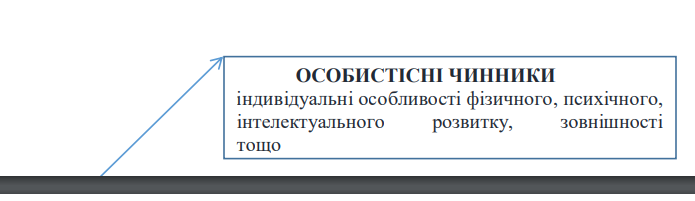 ОСОБИСТІСНІ ЧИННИКИ
індивідуальні особливості фізичного, психічного,
інтелектуального розвитку, зовнішності
тощо